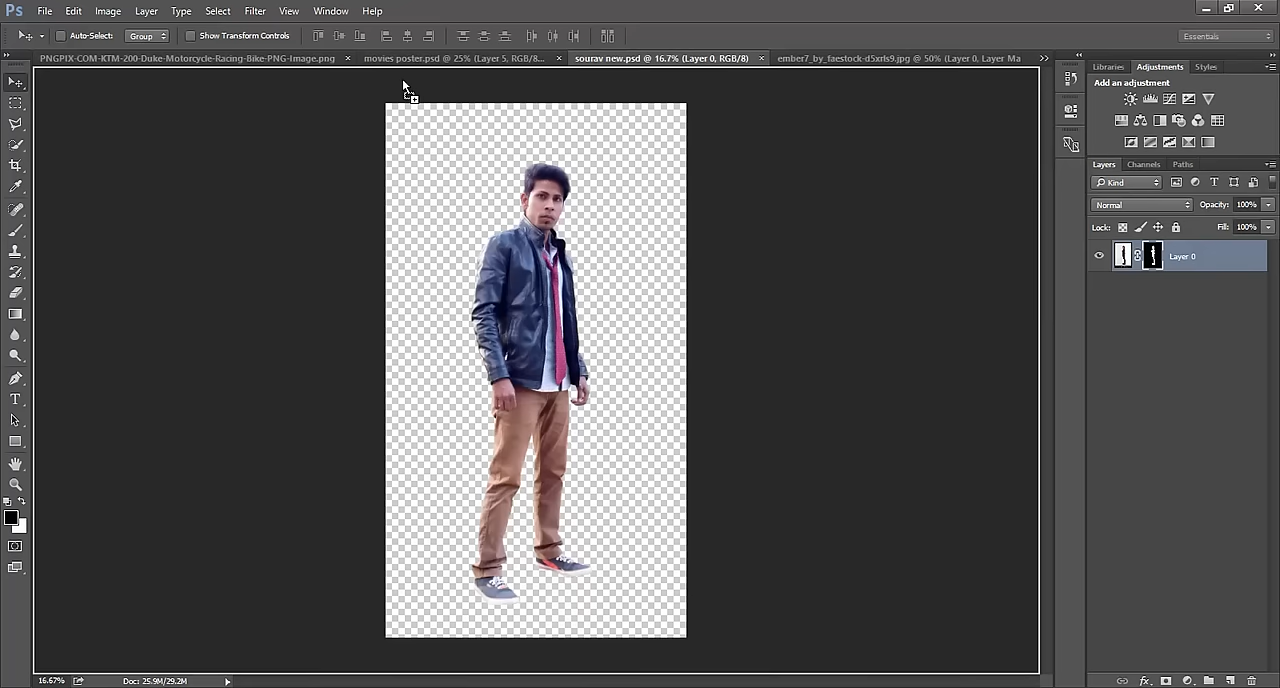 Ps File Edit Image Layer Type Select Filter View Window Help
Auto-Select: Group Show Transform Controls Essentials
PNGPIX-COM-KTM-200-Duke-Motorcycle-Racing-Bike-PNG-Image.png × movies poster.psd @ 25% (Layer 5, RGB/8... × sourav new.psd @ 16.7% (Layer 0, RGB/8) × ember7_by_faestock-d5xrls9.jpg @ 50% (Layer 0, Layer Ma
Libraries Adjustments Styles
Add an adjustment
Layers Channels Paths
Kind
Normal Opacity: 100%
Lock: Fill: 100%
Layer 0
16.67% Doc: 25.9M/29.2M